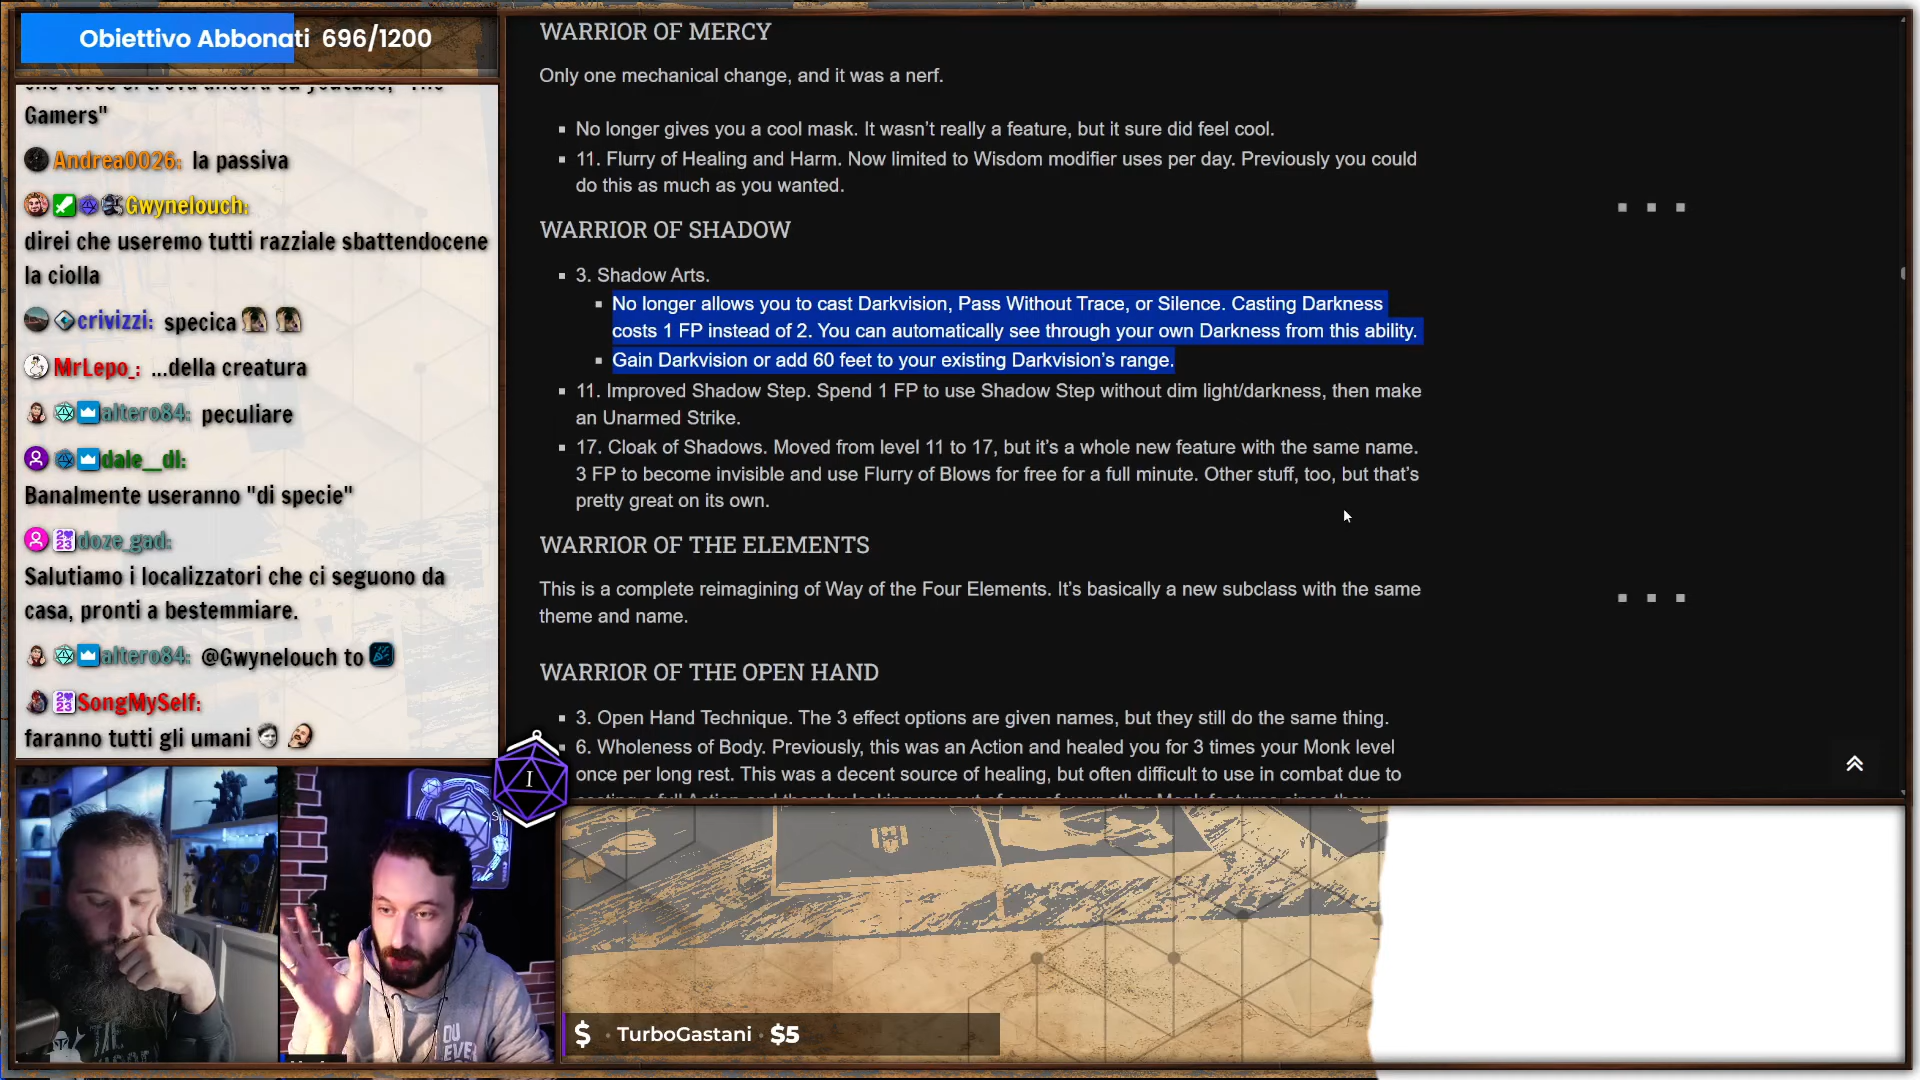 Obiettivo Abbonati 696/1200
Gamers"
Andrea0026: la passiva
Gwynelouch:
direi che useremo tutti razziale sbattendocene
la ciolla
crivizzi: specica
MrLepo_: ...della creatura
altero84: peculiare
dale__dl:
Banalmente useranno "di specie"
doze_gad:
Salutiamo i localizzatori che ci seguono da
casa, pronti a bestemmiare.
altero84: @Gwynelouch to
SongMySelf:
faranno tutti gli umani
WARRIOR OF MERCY
Only one mechanical change, and it was a nerf.
▪ No longer gives you a cool mask. It wasn’t really a feature, but it sure did feel cool.
▪ 11. Flurry of Healing and Harm. Now limited to Wisdom modifier uses per day. Previously you could
do this as much as you wanted.
WARRIOR OF SHADOW
▪ 3. Shadow Arts.
▪ No longer allows you to cast Darkvision, Pass Without Trace, or Silence. Casting Darkness
costs 1 FP instead of 2. You can automatically see through your own Darkness from this ability.
▪ Gain Darkvision or add 60 feet to your existing Darkvision’s range.
▪ 11. Improved Shadow Step. Spend 1 FP to use Shadow Step without dim light/darkness, then make
an Unarmed Strike.
▪ 17. Cloak of Shadows. Moved from level 11 to 17, but it’s a whole new feature with the same name.
3 FP to become invisible and use Flurry of Blows for free for a full minute. Other stuff, too, but that’s
pretty great on its own.
WARRIOR OF THE ELEMENTS
This is a complete reimagining of Way of the Four Elements. It’s basically a new subclass with the same
theme and name.
WARRIOR OF THE OPEN HAND
▪ 3. Open Hand Technique. The 3 effect options are given names, but they still do the same thing.
▪ 6. Wholeness of Body. Previously, this was an Action and healed you for 3 times your Monk level
once per long rest. This was a decent source of healing, but often difficult to use in combat due to
I
$ · TurboGastani · $5